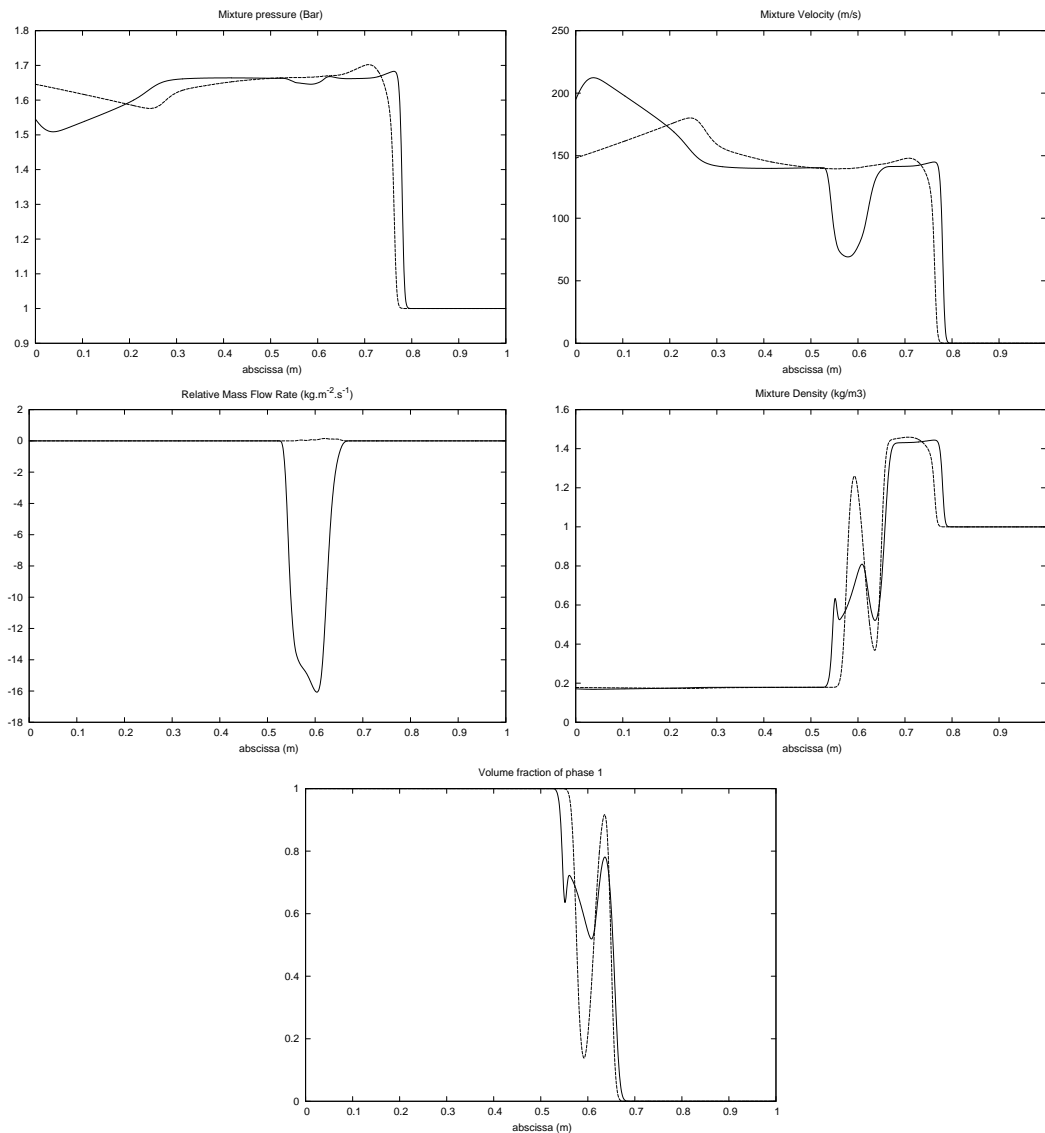 Mixture pressure (Bar)
1.8
1.7
1.6
1.5
1.4
1.3
1.2
1.1
1
0.9
0 0.1 0.2 0.3 0.4 0.5 0.6 0.7 0.8 0.9 1
abscissa (m)
Mixture Velocity (m/s)
250
200
150
100
50
0
0 0.1 0.2 0.3 0.4 0.5 0.6 0.7 0.8 0.9
abscissa (m)
Relative Mass Flow Rate (kg.m-2.s-1)
2
0
-2
-4
-6
-8
-10
-12
-14
-16
-18
0 0.1 0.2 0.3 0.4 0.5 0.6 0.7 0.8 0.9 1
abscissa (m)
Mixture Density (kg/m3)
1.6
1.4
1.2
1
0.8
0.6
0.4
0.2
0
0 0.1 0.2 0.3 0.4 0.5 0.6 0.7 0.8 0.9
abscissa (m)
Volume fraction of phase 1
1
0.8
0.6
0.4
0.2
0
0 0.1 0.2 0.3 0.4 0.5 0.6 0.7 0.8 0.9 1
abscissa (m)